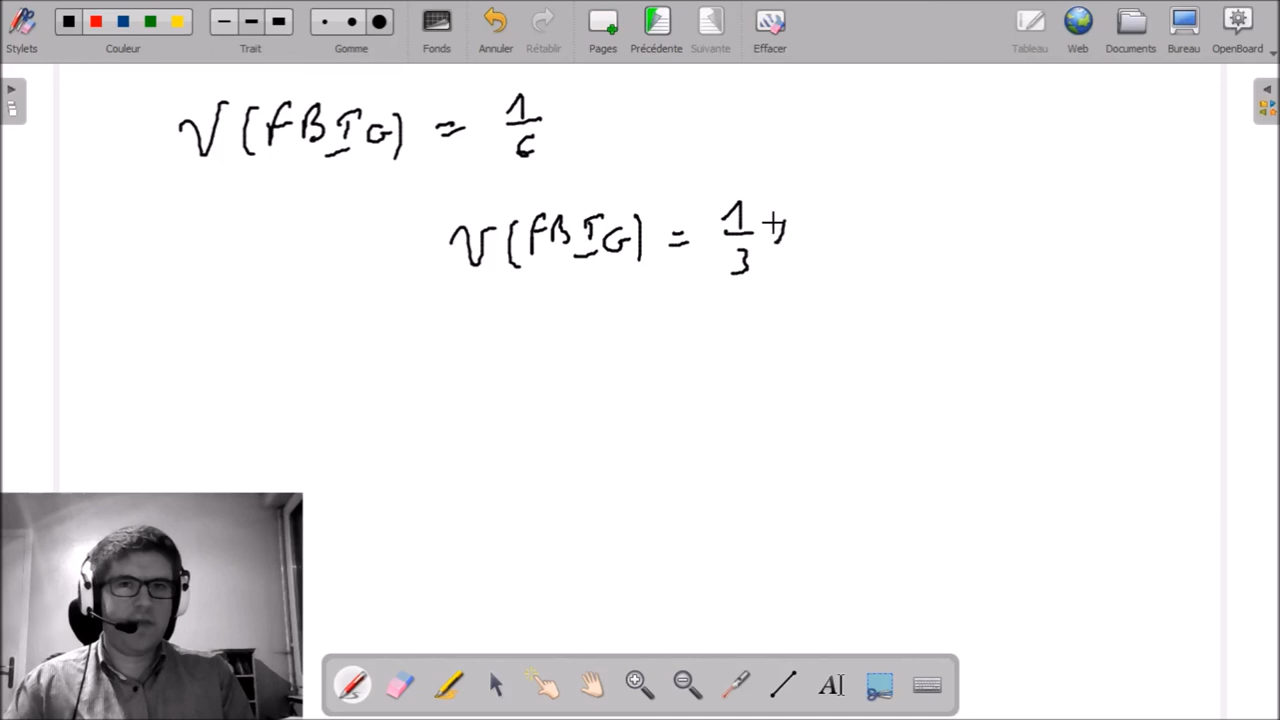 Stylets Couleur Trait Gomme Fonds Annuler Rétablir Pages Précédente Suivante Effacer Tableau Web Documents Bureau OpenBoard
V(FBIG) = 1/6
V(FBIG) = 1/3 ×
AI